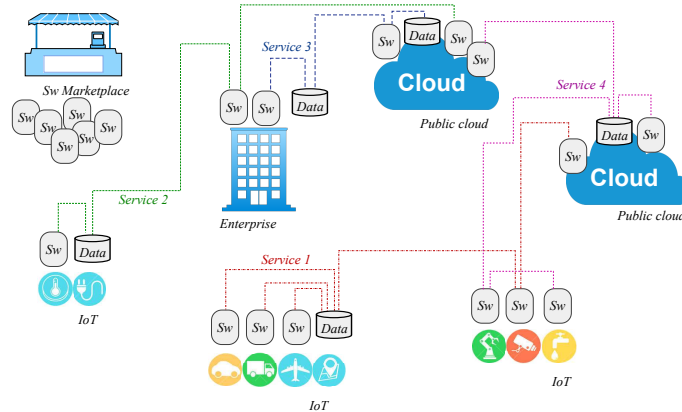 Data
Sw
Service 3
Sw
Sw
Cloud
Sw Marketplace
Sw
Sw
Data
Service 4
Sw
Sw
Sw
Sw
Sw
Sw
Public cloud
Data
Sw
Sw
Cloud
Service 2
Enterprise
Public cloud
Sw
Data
Service 1
IoT
Sw
Sw
Sw
Data
Sw
Sw
Sw
IoT
IoT